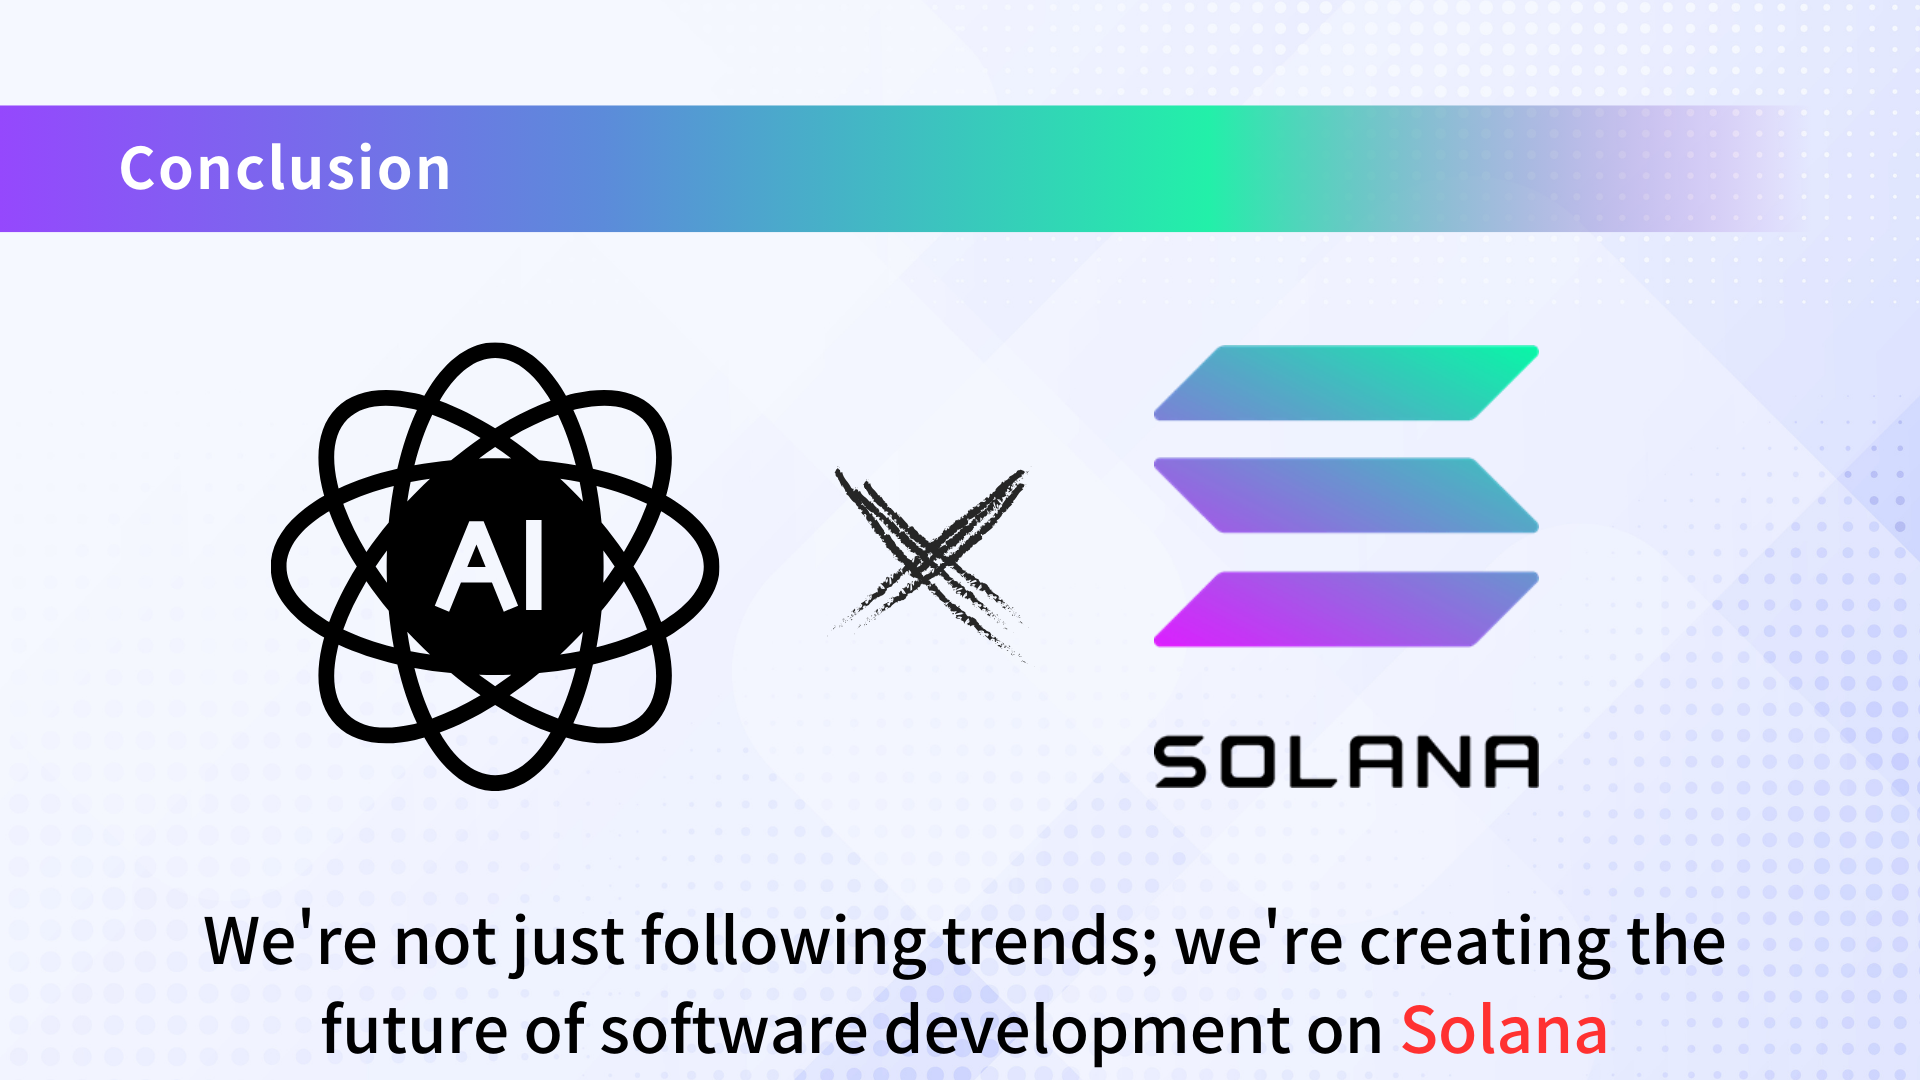 Conclusion
AI
SOLANA
We're not just following trends; we're creating the
future of software development on Solana